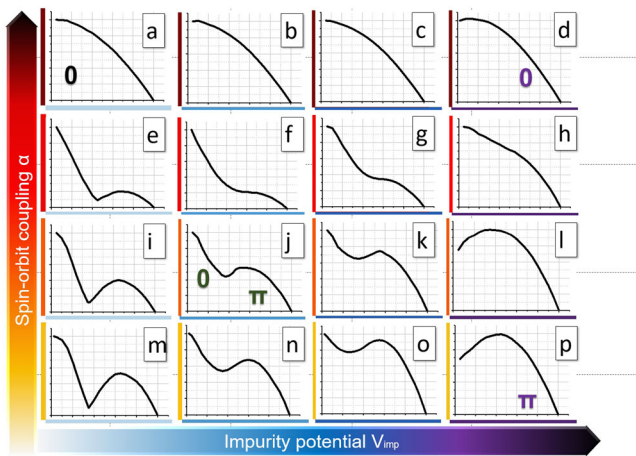 Spin-orbit coupling α
a
b
c
d
0
0
e
f
g
h
i
j
k
l
0
π
m
n
o
p
π
Impurity potential Vimp